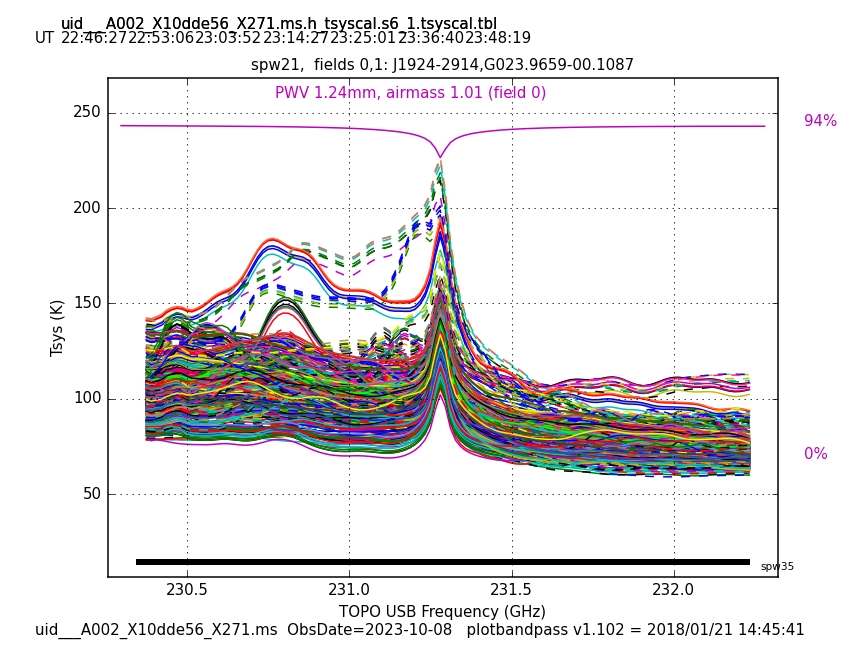 uid___A002_X10dde56_X271.ms.h_tsyscal.s6_1.tsyscal.tbl
UT 22:46:27 22:53:06 23:03:52 23:14:27 23:25:01 23:36:40 23:48:19
spw21, fields 0,1: J1924-2914,G023.9659-00.1087
PWV 1.24mm, airmass 1.01 (field 0)
250
200
150
100
50
Tsys (K)
94%
0%
spw35
230.5 231.0 231.5 232.0
TOPO USB Frequency (GHz)
uid___A002_X10dde56_X271.ms ObsDate=2023-10-08 plotbandpass v1.102 = 2018/01/21 14:45:41